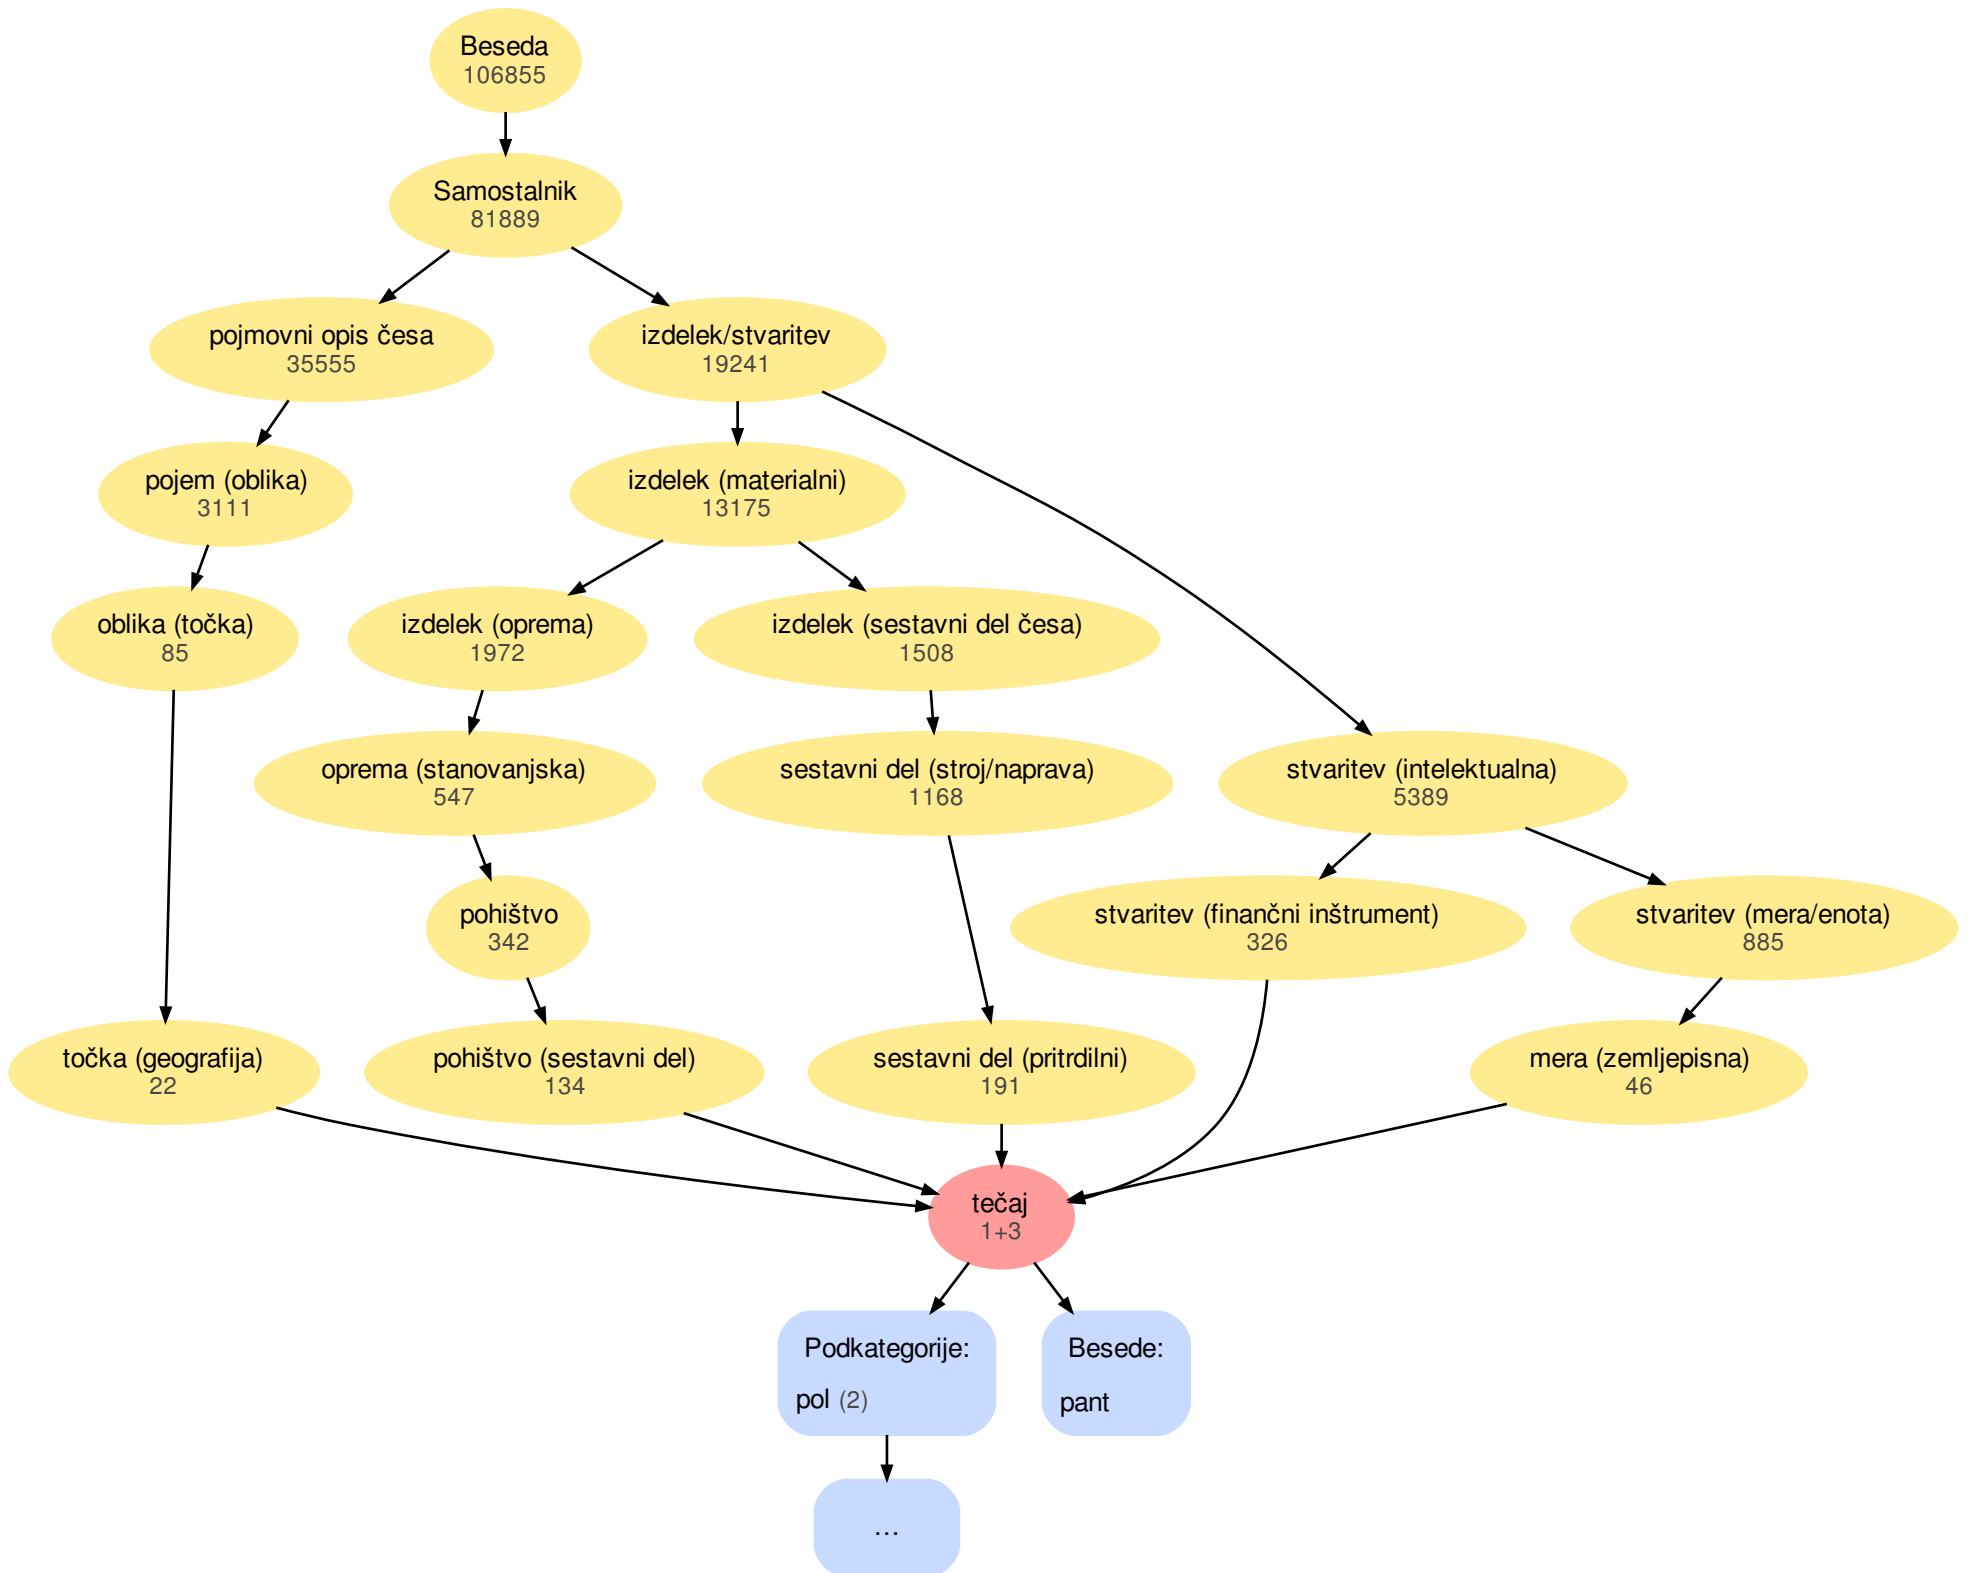 Beseda
106855
Samostalnik
81889
pojmovni opis česa
35555
izdelek/stvaritev
19241
pojem (oblika)
3111
izdelek (materialni)
13175
oblika (točka)
85
izdelek (oprema)
1972
izdelek (sestavni del česa)
1508
oprema (stanovanjska)
547
sestavni del (stroj/naprava)
1168
stvaritev (intelektualna)
5389
pohištvo
342
stvaritev (finančni inštrument)
326
stvaritev (mera/enota)
885
točka (geografija)
22
pohištvo (sestavni del)
134
sestavni del (pritrdilni)
191
mera (zemljepisna)
46
tečaj
1+3
Podkategorije:
pol (2)
Besede:
pant
...